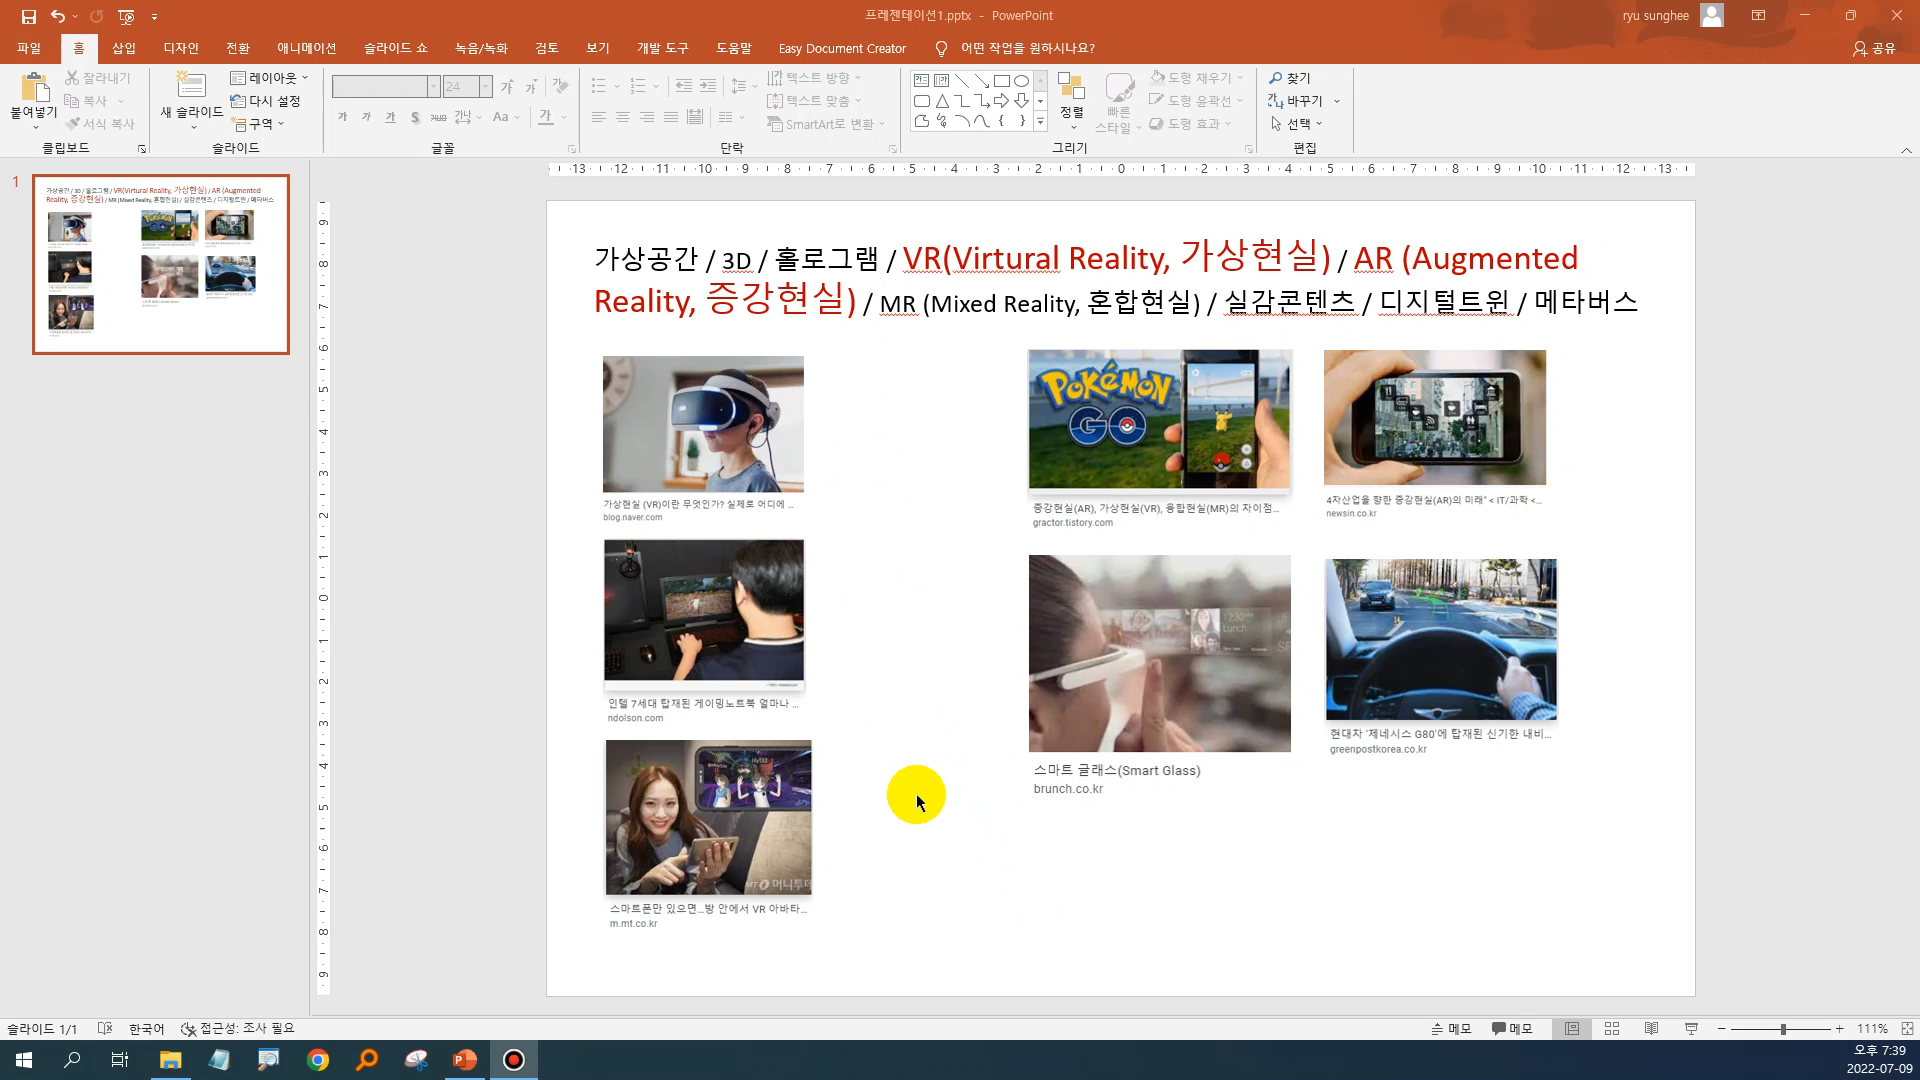 프레젠테이션1.pptx - PowerPoint
ryu sunghee
파일 홈 삽입 디자인 전환 애니메이션 슬라이드 쇼 녹음/녹화 검토 보기 개발 도구 도움말 Easy Document Creator 어떤 작업을 원하시나요? 공유
붙여넣기
잘라내기
복사
서식 복사
클립보드
새 슬라이드
레이아웃
다시 설정
구역
슬라이드
24
글꼴
텍스트 방향
텍스트 맞춤
SmartArt로 변환
단락
정렬
빠른 스타일
도형 채우기
도형 윤곽선
도형 효과
그리기
찾기
바꾸기
선택
편집
1
가상공간 / 3D / 홀로그램 / VR(Virtural Reality, 가상현실) / AR (Augmented
Reality, 증강현실) / MR (Mixed Reality, 혼합현실) / 실감콘텐츠 / 디지털트윈 / 메타버스
가상현실 (VR)이란 무엇인가? 실제로 어디에 ...
blog.naver.com
POKÉMON
GO
증강현실(AR), 가상현실(VR), 융합현실(MR)의 차이점...
gractor.tistory.com
4차산업을 향한 증강현실(AR)의 미래" < IT/과학 <...
newsin.co.kr
인텔 7세대 탑재된 게이밍노트북 얼마나 ...
ndolson.com
12:30
Lunch
스마트 글래스(Smart Glass)
brunch.co.kr
현대차 '제네시스 G80'에 탑재된 신기한 내비...
greenpostkorea.co.kr
머니투데
스마트폰만 있으면...방 안에서 VR 아바타...
m.mt.co.kr
슬라이드 1/1 한국어 접근성: 조사 필요
메모 메모 111%
오후 7:39
2022-07-09